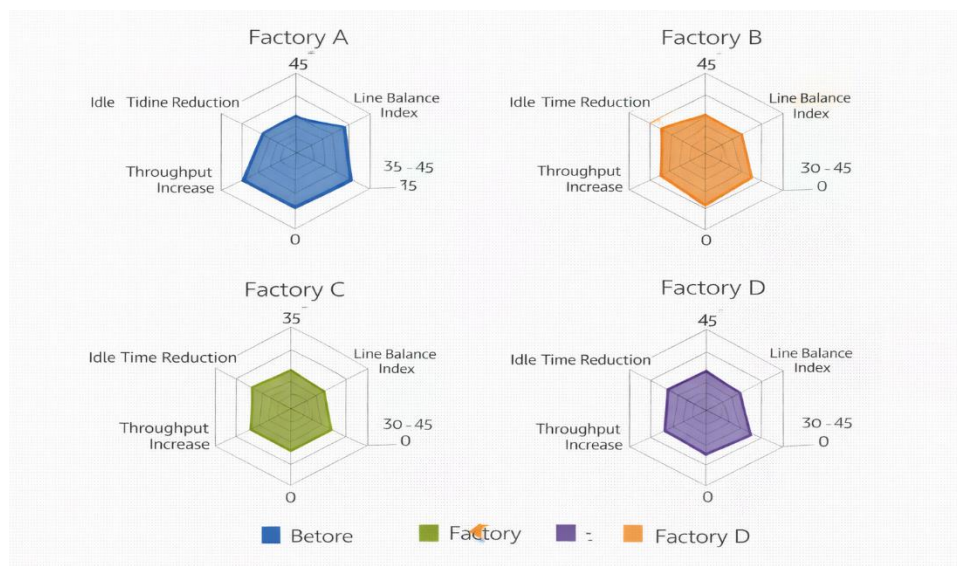 Factory A
45
Idle Tidine Reduction
Line Balance
Index
Throughput
Increase
35 - 45
75
0
Factory B
45
Idle Time Reduction
Line Balance
Index
Throughput
Increase
30 - 45
0
0
Factory C
35
Idle Time Reduction
Line Balance
Index
Throughput
Increase
30 - 45
0
0
Factory D
45
Idle Time Reduction
Line Balance
Index
Throughput
Increase
30 - 45
0
0
Betore
Factory
-
Factory D